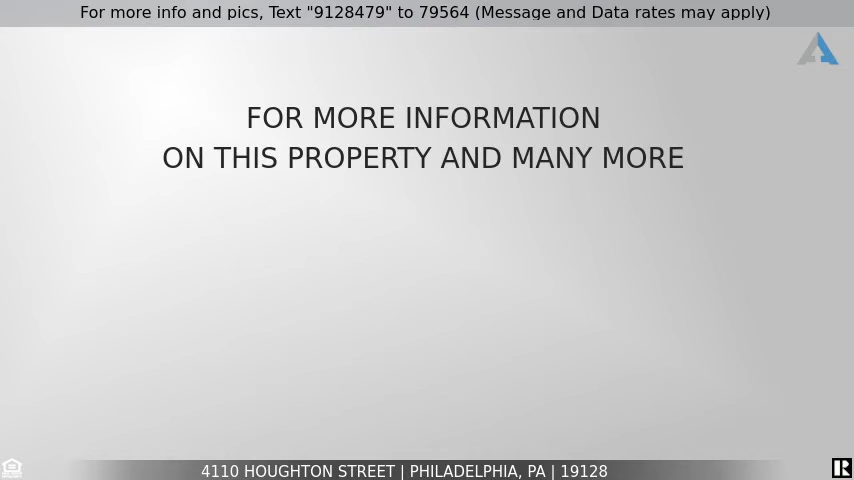 For more info and pics, Text "9128479" to 79564 (Message and Data rates may apply)
FOR MORE INFORMATION
ON THIS PROPERTY AND MANY MORE
4110 HOUGHTON STREET | PHILADELPHIA, PA | 19128